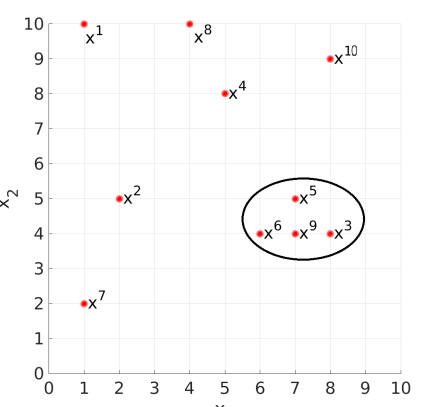 10
x¹
x⁸
9
x¹⁰
8
x⁴
7
6
5
x²
x⁵
4
x⁶ x⁹ x³
3
2
x⁷
1
0
0 1 2 3 4 5 6 7 8 9 10
x₂